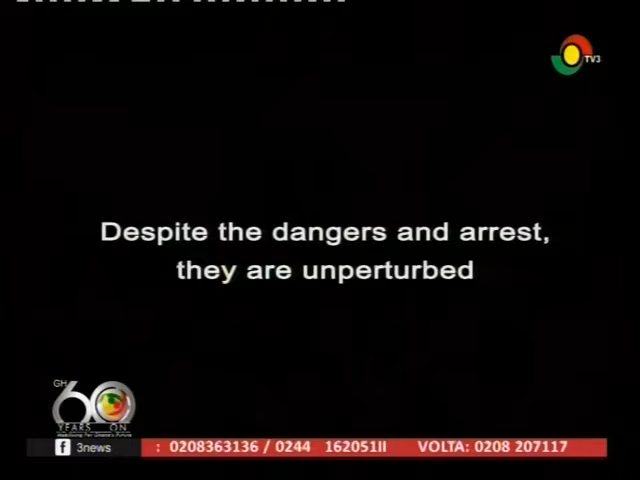 TV3
Despite the dangers and arrest,
they are unperturbed
GH
60
YEARS ON
f 3news : 0208363136 / 0244 162051II VOLTA: 0208 207117